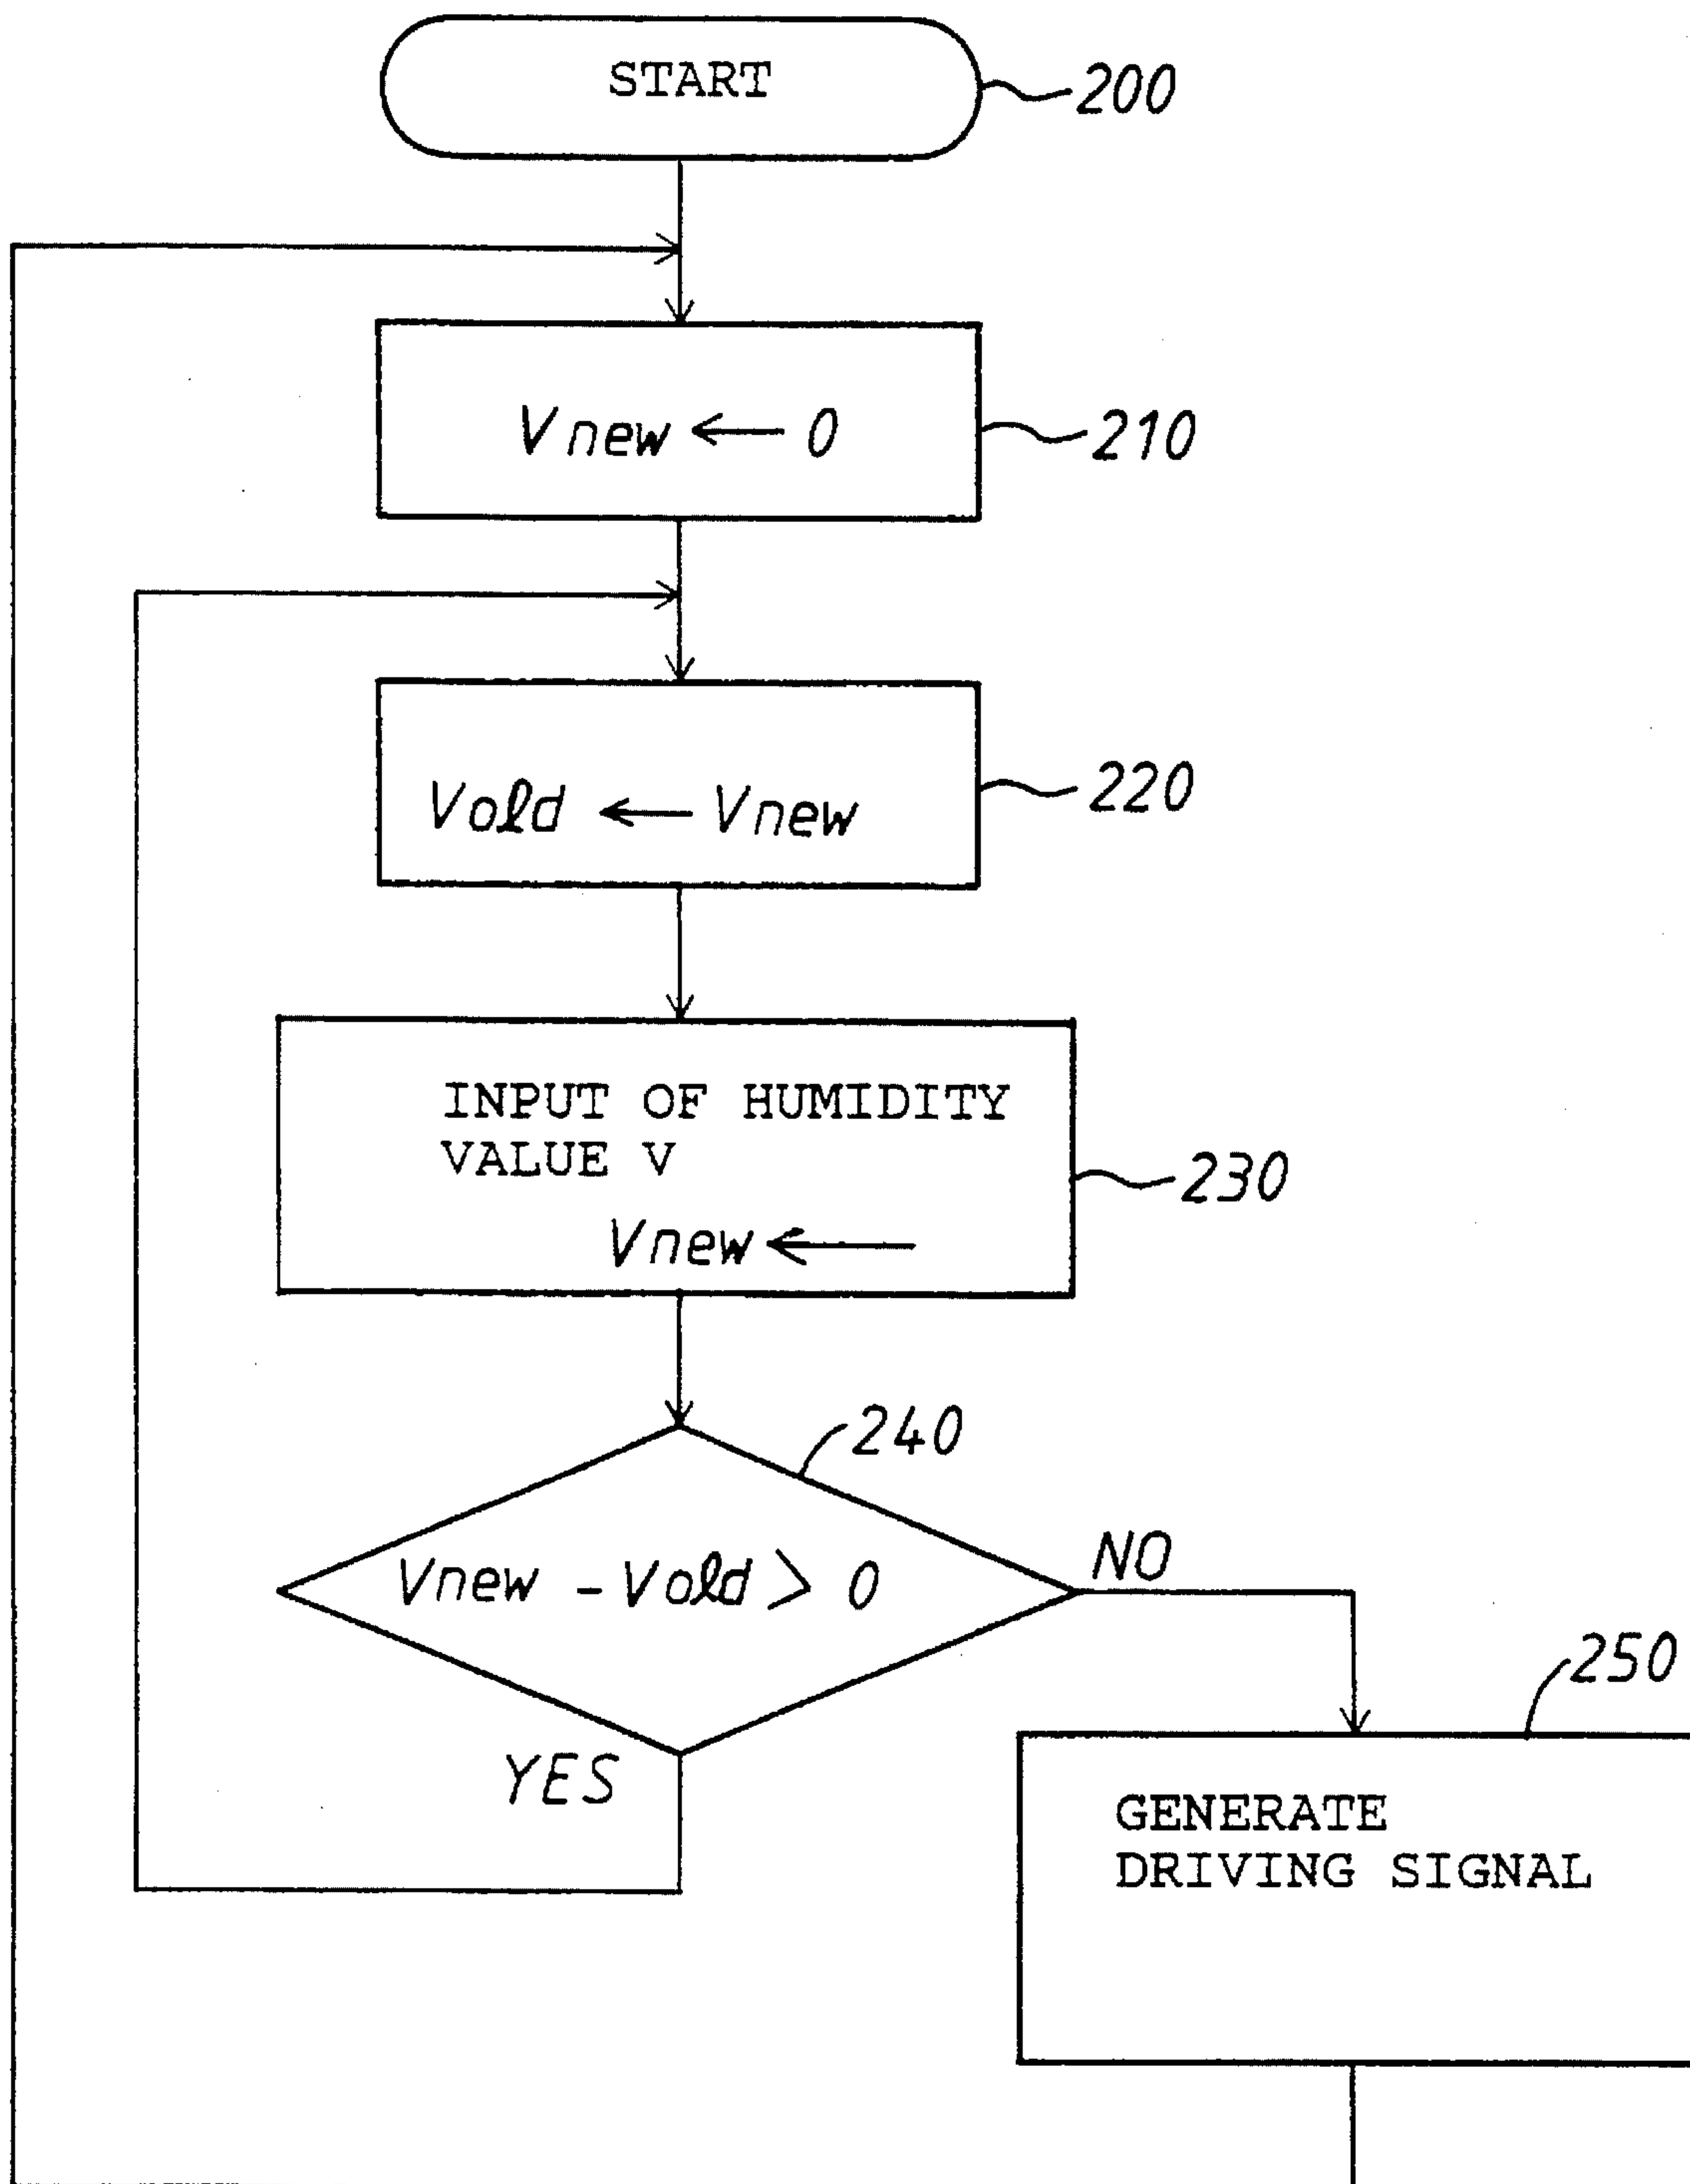 START
200
Vnew ← 0
210
Vold ← Vnew
220
INPUT OF HUMIDITY
VALUE V
230
Vnew ←
240
Vnew - Vold > 0
NO
250
YES
GENERATE
DRIVING SIGNAL